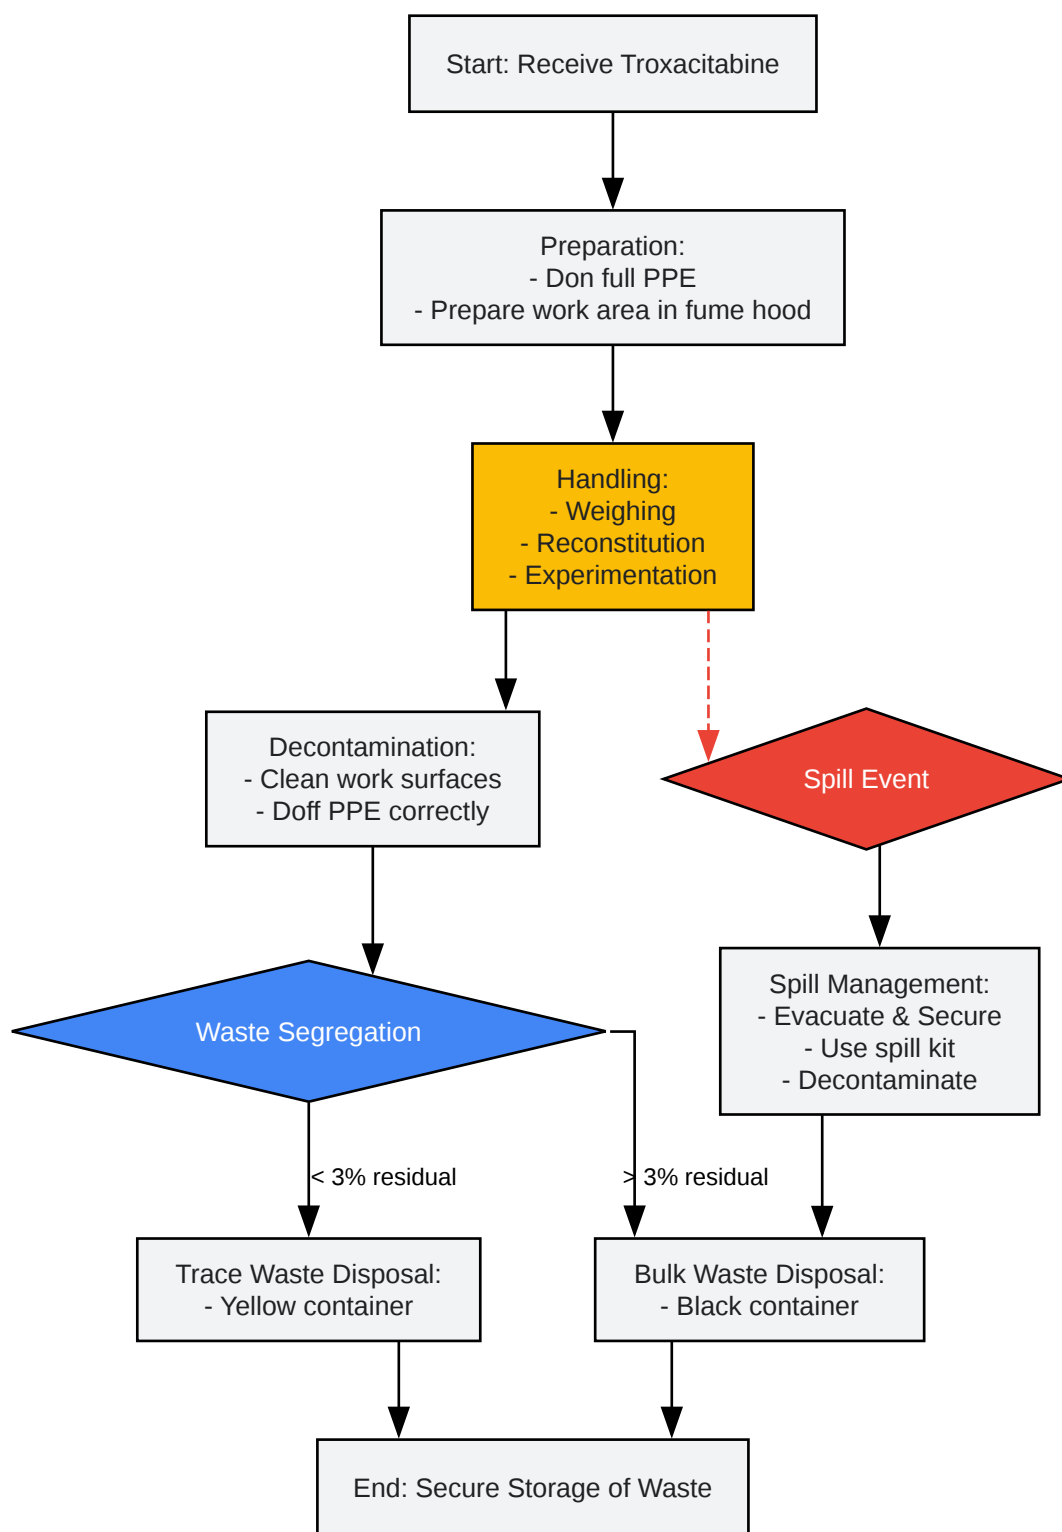 Start: Receive Troxacitabine
Preparation:
- Don full PPE
- Prepare work area in fume hood
Handling:
- Weighing
- Reconstitution
- Experimentation
Decontamination:
- Clean work surfaces
- Doff PPE correctly
Spill Event
Waste Segregation
Spill Management:
- Evacuate & Secure
- Use spill kit
- Decontaminate
< 3% residual
> 3% residual
Trace Waste Disposal:
- Yellow container
Bulk Waste Disposal:
- Black container
End: Secure Storage of Waste